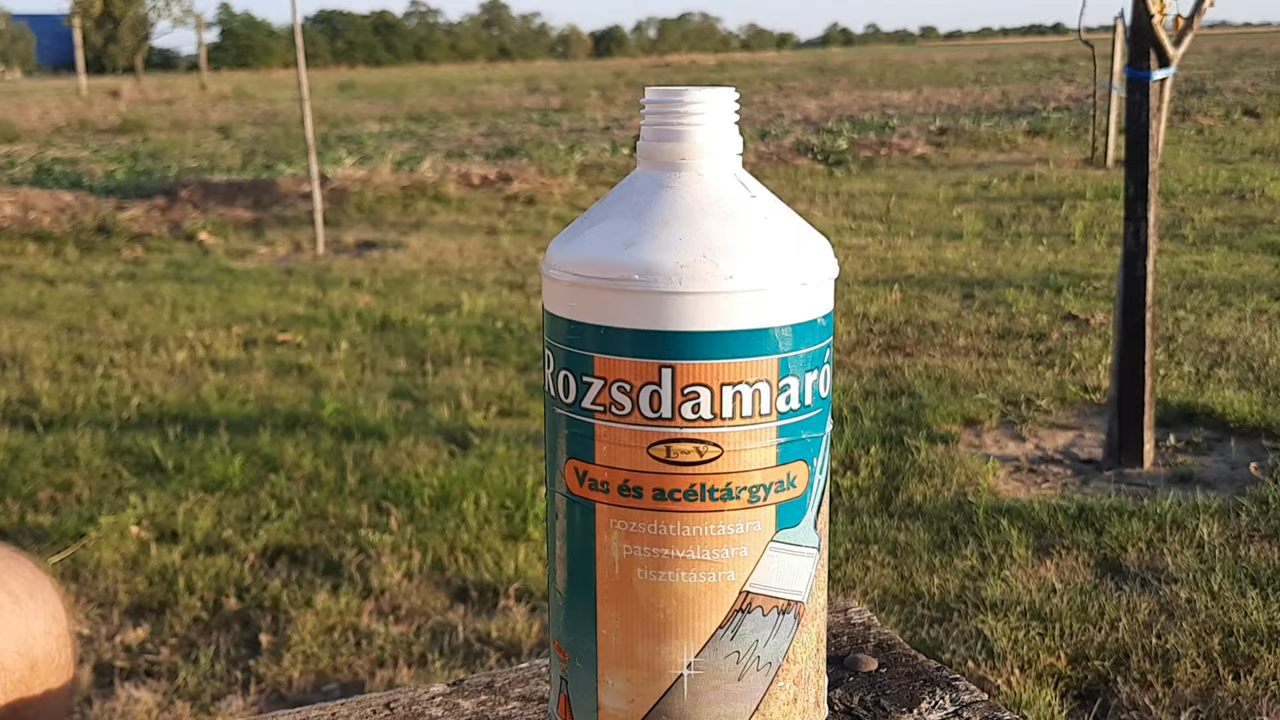 Rozsdamaró
L~V
Vas és acéltárgyak
rozsdátlanítására
passziválására
tisztítására